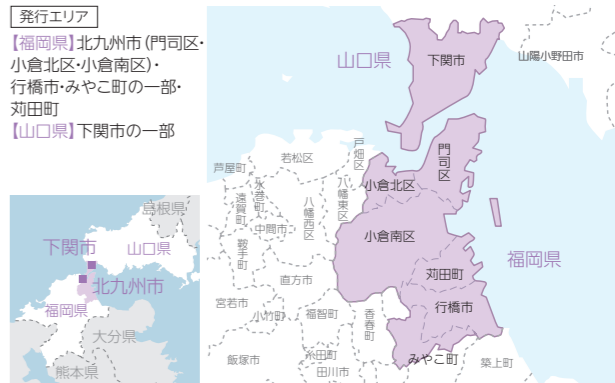 発行エリア
【福岡県】北九州市(門司区・
小倉北区・小倉南区)・
行橋市・みやこ町の一部・
苅田町
【山口県】下関市の一部
山口県
下関市
山陽小野田市
戸畑区
門司区
若松区
芦屋町
小倉北区
水巻町
遠賀町
八幡東区
八幡西区
中間市
鞍手町
小倉南区
福岡県
苅田町
直方市
行橋市
宮若市
小竹町
福智町
香春町
飯塚市
糸田町
田川市
みやこ町
築上町
島根県
下関市
山口県
北九州市
福岡県
大分県
熊本県